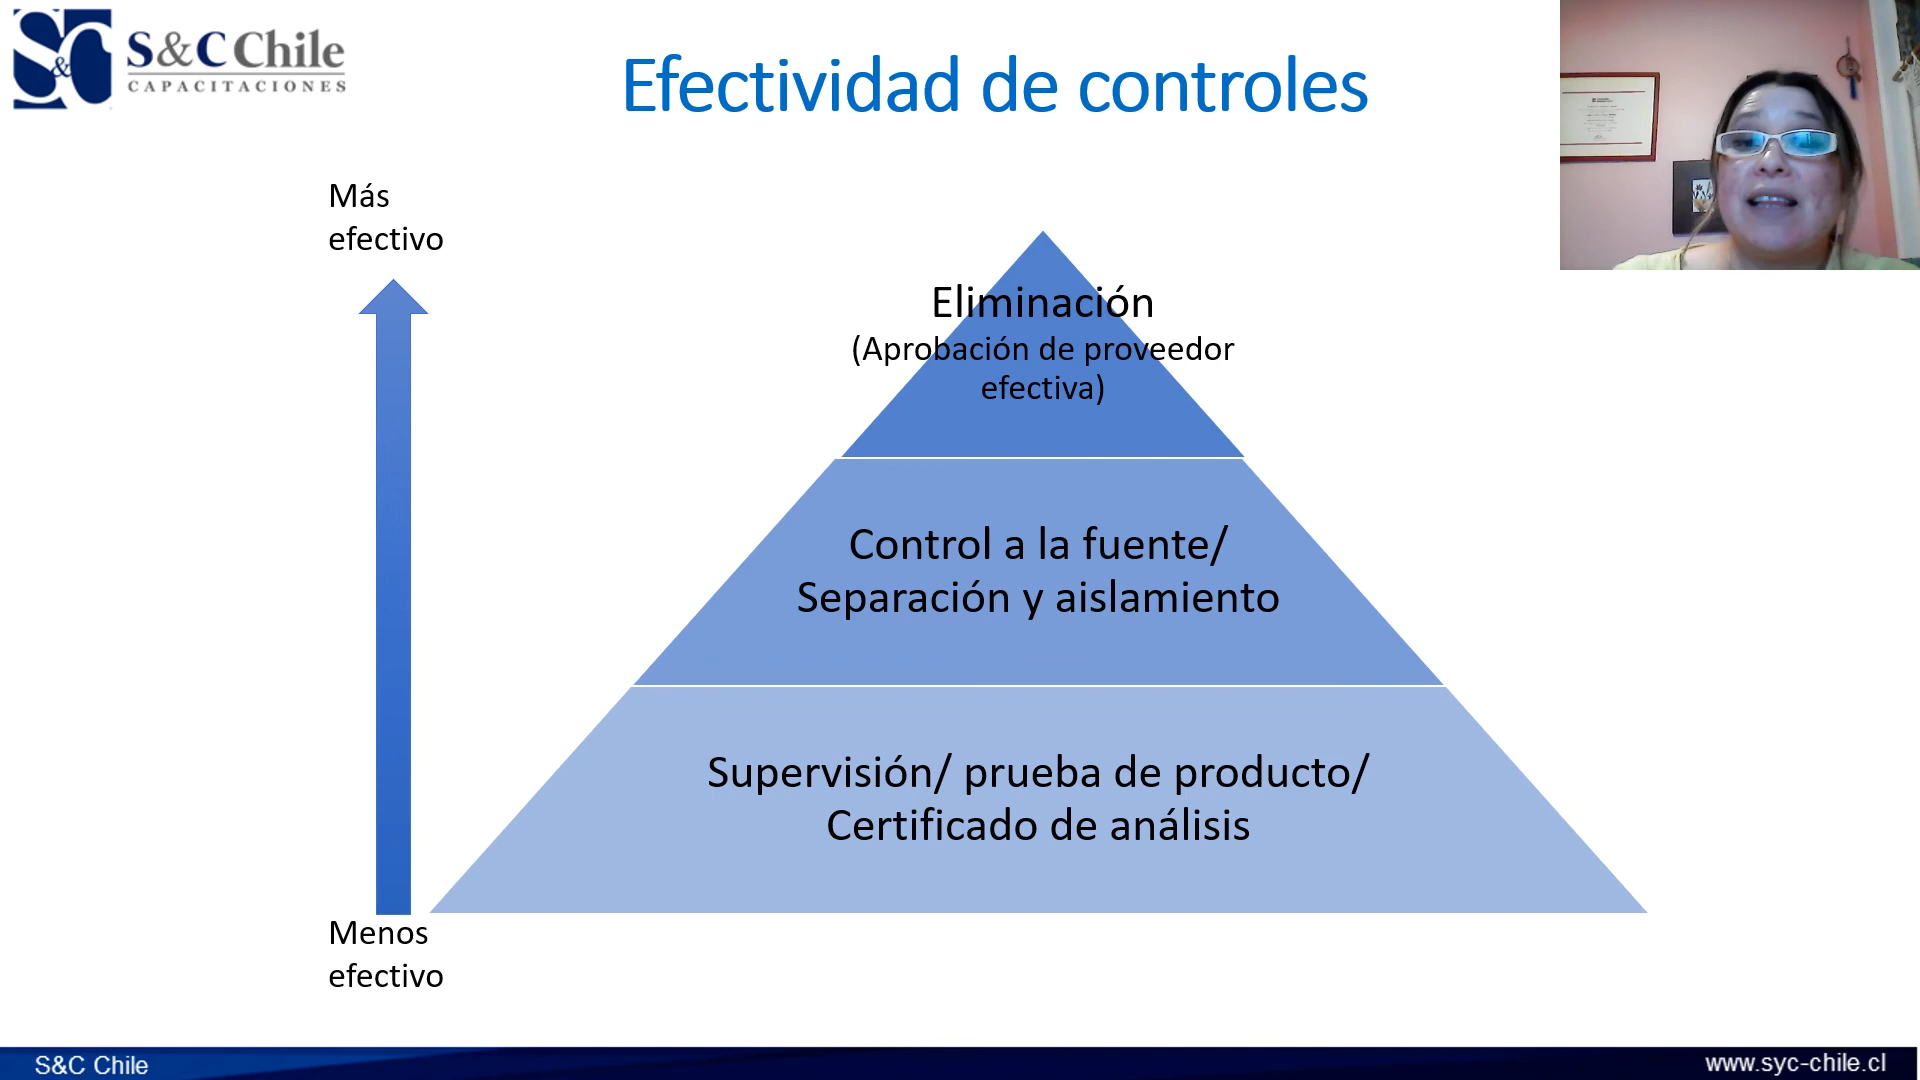 S&C Chile
CAPACITACIONES
Efectividad de controles
Más
efectivo
Eliminación
(Aprobación de proveedor
efectiva)
Control a la fuente/
Separación y aislamiento
Supervisión/ prueba de producto/
Certificado de análisis
Menos
efectivo
S&C Chile
www.syc-chile.cl